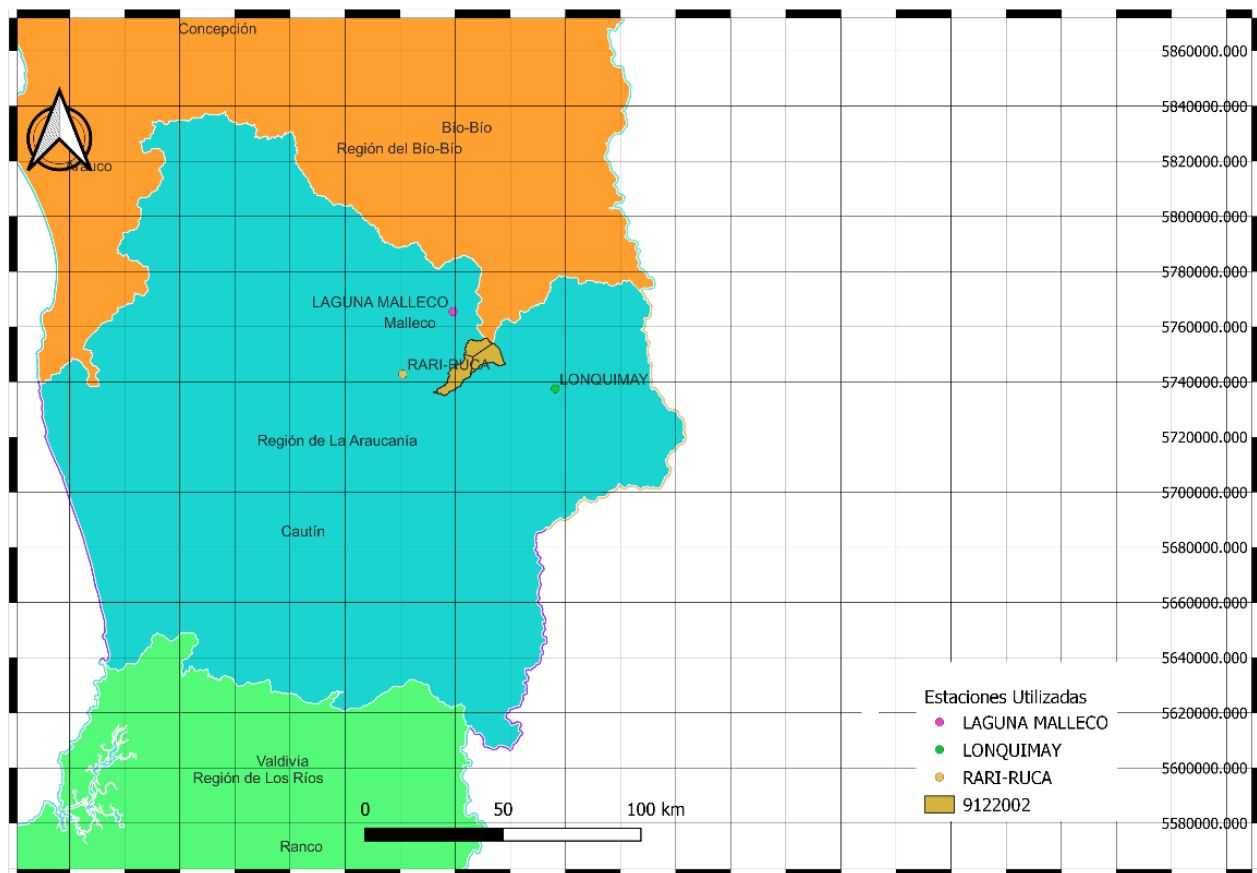 Concepción
5860000.000
5840000.000
Bío-Bío
Región del Bío-Bío
5820000.000
Arauco
5800000.000
5780000.000
LAGUNA MALLECO
Malleco
5760000.000
RARI-RUCA
LONQUIMAY
5740000.000
Región de La Araucanía
5720000.000
5700000.000
Cautín
5680000.000
5660000.000
5640000.000
Estaciones Utilizadas
LAGUNA MALLECO
5620000.000
LONQUIMAY
Valdivia
Región de Los Ríos
RARI-RUCA
5600000.000
9122002
0 50 100 km
5580000.000
Ranco